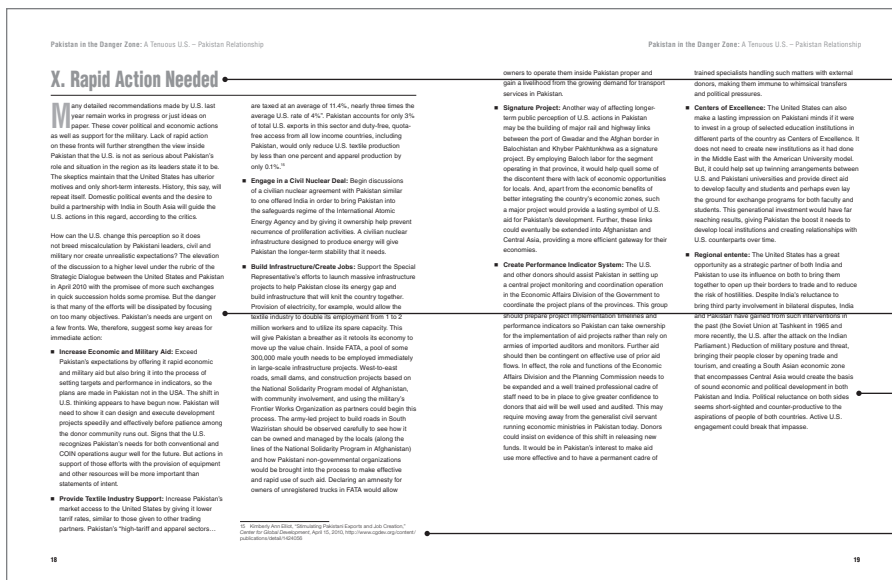 Pakistan in the Danger Zone: A Tenuous U.S. – Pakistan Relationship
X. Rapid Action Needed
Many detailed recommendations made by U.S. last
year remain works in progress or just ideas on
paper. These cover political and economic actions
as well as support for the military. Lack of rapid action
on these fronts will further strengthen the view inside
Pakistan that the U.S. is not as serious about Pakistan's
role and situation in the region as its leaders state it to be.
The skeptics maintain that the United States has ulterior
motives and only short-term interests. History, this say, will
repeat itself. Domestic political events and the desire to
build a partnership with India in South Asia will guide the
U.S. actions in this regard, according to the critics.
How can the U.S. change this perception so it does
not breed miscalculation by Pakistani leaders, civil and
military nor create unrealistic expectations? The elevation
of the discussion to a higher level under the rubric of the
Strategic Dialogue between the United States and Pakistan
in April 2010 with the promise of more such exchanges
in quick succession holds some promise. But the danger
is that many of the efforts will be dissipated by focusing
on too many objectives. Pakistan's needs are urgent on
a few fronts. We, therefore, suggest some key areas for
immediate action:
■ Increase Economic and Military Aid: Exceed
Pakistan's expectations by offering it rapid economic
and military aid but also bring it into the process of
setting targets and performance in indicators, so the
plans are made in Pakistan not in the USA. The shift in
U.S. thinking appears to have begun now. Pakistan will
need to show it can design and execute development
projects speedily and effectively before patience among
the donor community runs out. Signs that the U.S.
recognizes Pakistan's needs for both conventional and
COIN operations augur well for the future. But actions in
support of those efforts with the provision of equipment
and other resources will be more important than
statements of intent.
■ Provide Textile Industry Support: Increase Pakistan's
market access to the United States by giving it lower
tarrif rates, similar to those given to other trading
partners. Pakistan's "high-tariff and apparel sectors…
are taxed at an average of 11.4%, nearly three times the
average U.S. rate of 4%". Pakistan accounts for only 3%
of total U.S. exports in this sector and duty-free, quota-
free access from all low income countries, including
Pakistan, would only reduce U.S. textile production
by less than one percent and apparel production by
only 0.1%.15
■ Engage in a Civil Nuclear Deal: Begin discussions
of a civilian nuclear agreement with Pakistan similar
to one offered India in order to bring Pakistan into
the safeguards regime of the International Atomic
Energy Agency and by giving it ownership help prevent
recurrence of proliferation activities. A civilian nuclear
infrastructure designed to produce energy will give
Pakistan the longer-term stability that it needs.
■ Build Infrastructure/Create Jobs: Support the Special
Representative's efforts to launch massive infrastructure
projects to help Pakistan close its energy gap and
build infrastructure that will knit the country together.
Provision of electricity, for example, would allow the
textile industry to double its employment from 1 to 2
million workers and to utilize its spare capacity. This
will give Pakistan a breather as it retools its economy to
move up the value chain. Inside FATA, a pool of some
300,000 male youth needs to be employed immediately
in large-scale infrastructure projects. West-to-east
roads, small dams, and construction projects based on
the National Solidarity Program model of Afghanistan,
with community involvement, and using the military's
Frontier Works Organization as partners could begin this
process. The army-led project to build roads in South
Waziristan should be observed carefully to see how it
can be owned and managed by the locals (along the
lines of the National Solidarity Program in Afghanistan)
and how Pakistani non-governmental organizations
would be brought into the process to make effective
and rapid use of such aid. Declaring an amnesty for
owners of unregistered trucks in FATA would allow
15 Kimberly Ann Elliot, "Stimulating Pakistani Exports and Job Creation,"
Center for Global Development, April 15, 2010, http://www.cgdev.org/content/
publications/detail/1424056
18
Pakistan in the Danger Zone: A Tenuous U.S. – Pakistan Relationship
owners to operate them inside Pakistan proper and
gain a livelihood from the growing demand for transport
services in Pakistan.
■ Signature Project: Another way of affecting longer-
term public perception of U.S. actions in Pakistan
may be the building of major rail and highway links
between the port of Gwadar and the Afghan border in
Balochistan and Khyber Pakhtunkhwa as a signature
project. By employing Baloch labor for the segment
operating in that province, it would help quell some of
the discontent there with lack of economic opportunities
for locals. And, apart from the economic benefits of
better integrating the country's economic zones, such
a major project would provide a lasting symbol of U.S.
aid for Pakistan's development. Further, these links
could eventually be extended into Afghanistan and
Central Asia, providing a more efficient gateway for their
economies.
■ Create Performance Indicator System: The U.S.
and other donors should assist Pakistan in setting up
a central project monitoring and coordination operation
in the Economic Affairs Division of the Government to
coordinate the project plans of the provinces. This group
should prepare project implementation timelines and
performance indicators so Pakistan can take ownership
for the implementation of aid projects rather than rely on
armies of imported auditors and monitors. Further aid
should then be contingent on effective use of prior aid
flows. In effect, the role and functions of the Economic
Affairs Division and the Planning Commission needs to
be expanded and a well trained professional cadre of
staff need to be in place to give greater confidence to
donors that aid will be well used and audited. This may
require moving away from the generalist civil servant
running economic ministries in Pakistan today. Donors
could insist on evidence of this shift in releasing new
funds. It would be in Pakistan's interest to make aid
use more effective and to have a permanent cadre of
trained specialists handling such matters with external
donors, making them immune to whimsical transfers
and political pressures.
■ Centers of Excellence: The United States can also
make a lasting impression on Pakistani minds if it were
to invest in a group of selected education institutions in
different parts of the country as Centers of Excellence. It
does not need to create new institutions as it had done
in the Middle East with the American University model.
But, it could help set up twinning arrangements between
U.S. and Pakistani universities and provide direct aid
to develop faculty and students and perhaps even lay
the ground for exchange programs for both faculty and
students. This generational investment would have far
reaching results, giving Pakistan the boost it needs to
develop local institutions and creating relationships with
U.S. counterparts over time.
■ Regional entente: The United States has a great
opportunity as a strategic partner of both India and
Pakistan to use its influence on both to bring them
together to open up their borders to trade and to reduce
the risk of hostilities. Despite India's reluctance to
bring third party involvement in bilateral disputes, India
and Pakistan have gained from such interventions in
the past (the Soviet Union at Tashkent in 1965 and
more recently, the U.S. after the attack on the Indian
Parliament.) Reduction of military posture and threat,
bringing their people closer by opening trade and
tourism, and creating a South Asian economic zone
that encompasses Central Asia would create the basis
of sound economic and political development in both
Pakistan and India. Political reluctance on both sides
seems short-sighted and counter-productive to the
aspirations of people of both countries. Active U.S.
engagement could break that impasse.
19